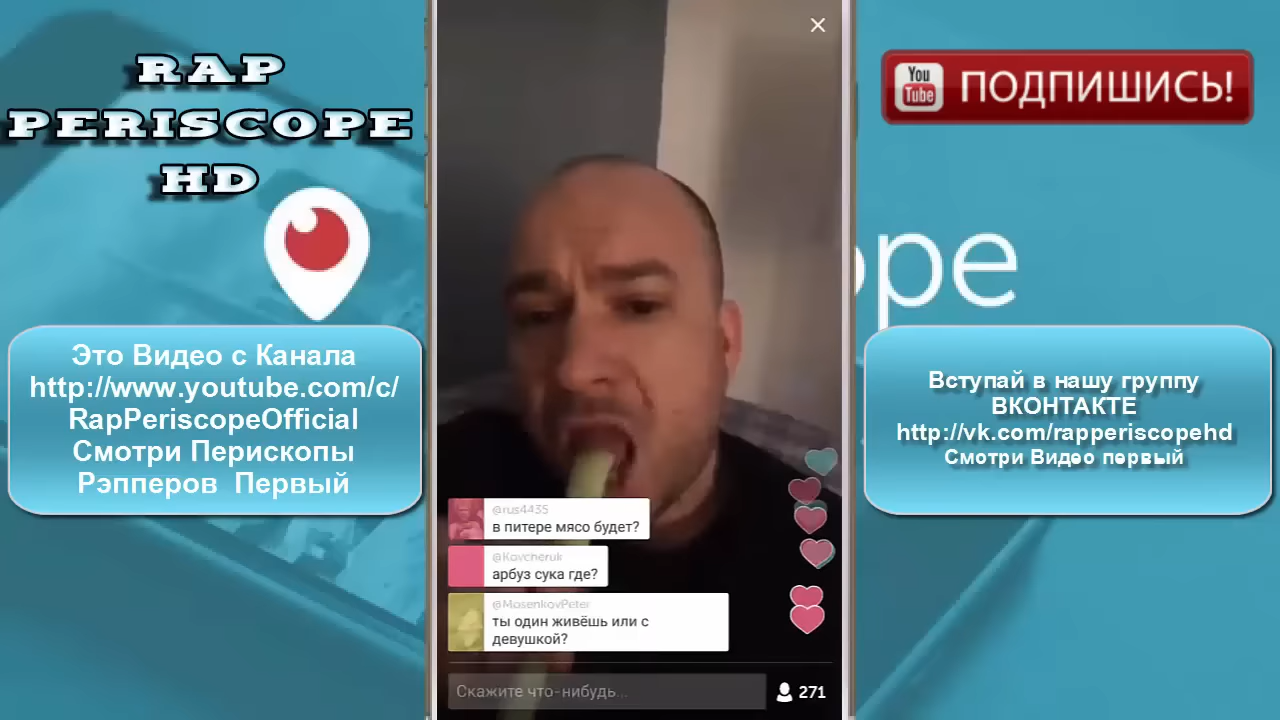 RAP
PERISCOPE
HD
Это Видео с Канала
http://www.youtube.com/c/
RapPeriscopeOfficial
Смотри Перископы
Рэпперов Первый
@rus4435
в питере мясо будет?
@Kovcheruk
арбуз сука где?
@MosenkovPeter
ты один живёшь или с
девушкой?
Скажите что-нибудь...
271
You
Tube
ПОДПИШИСЬ!
ope
Вступай в нашу группу
ВКОНТАКТЕ
http://vk.com/rapperiscopehd
Смотри Видео первый